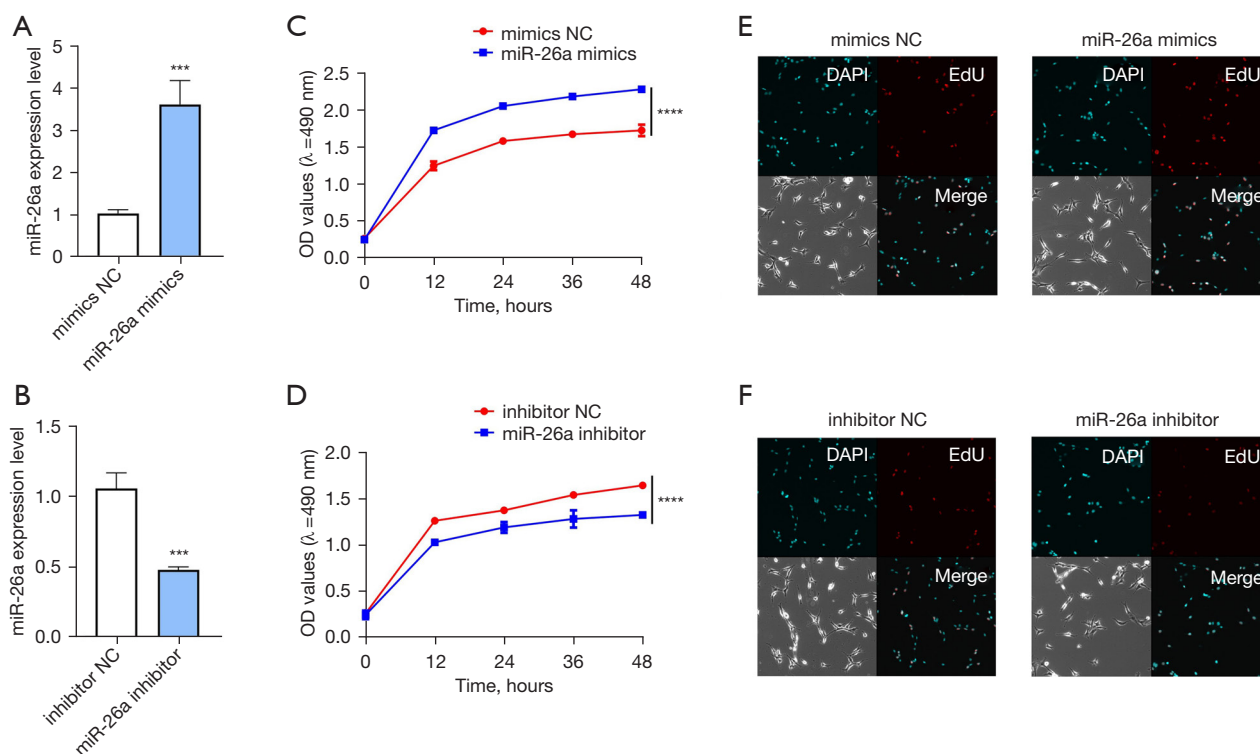 A
miR-26a expression level
5
4
3
2
1
0
***
mimics NC
miR-26a mimics
C
mimics NC
miR-26a mimics
OD values (λ =490 nm)
2.5
2.0
1.5
1.0
0.5
0.0
****
0 12 24 36 48
Time, hours
E
mimics NC
DAPI
EdU
Merge
miR-26a mimics
DAPI
EdU
Merge
B
miR-26a expression level
1.5
1.0
0.5
0.0
***
inhibitor NC
miR-26a inhibitor
D
inhibitor NC
miR-26a inhibitor
OD values (λ =490 nm)
2.0
1.5
1.0
0.5
0.0
****
0 12 24 36 48
Time, hours
F
inhibitor NC
DAPI
EdU
Merge
miR-26a inhibitor
DAPI
EdU
Merge